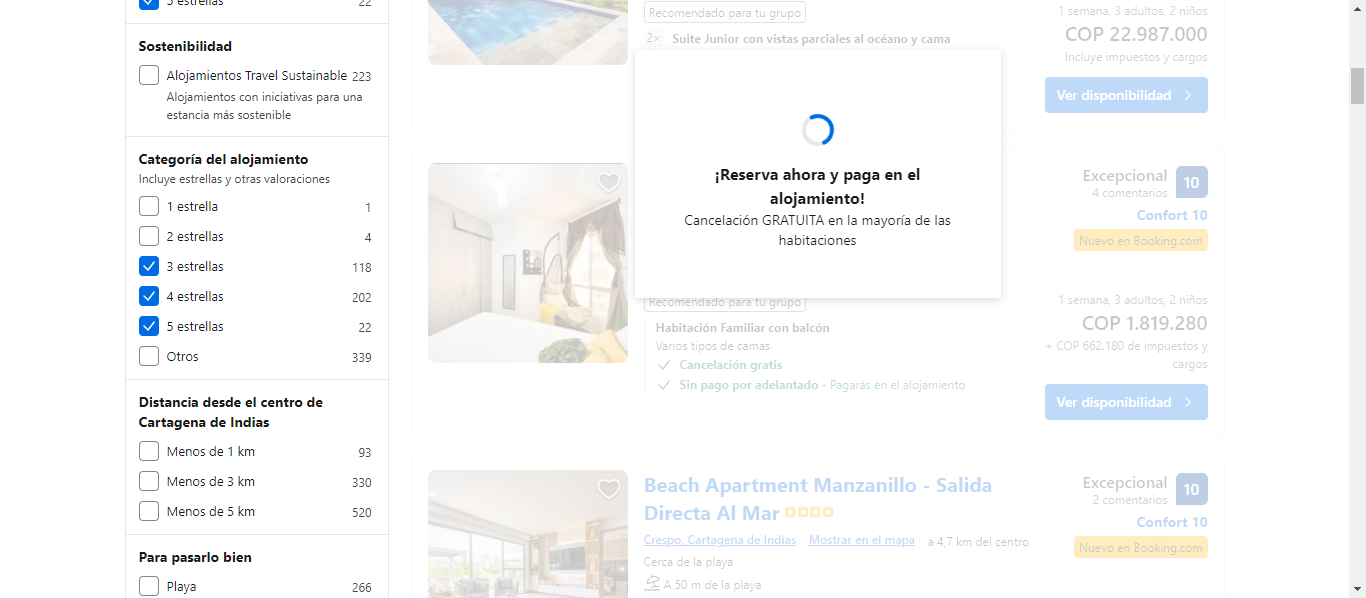 5 estrellas 22
Sostenibilidad
Alojamientos Travel Sustainable 223
Alojamientos con iniciativas para una
estancia más sostenible
Categoría del alojamiento
Incluye estrellas y otras valoraciones
1 estrella 1
2 estrellas 4
3 estrellas 118
4 estrellas 202
5 estrellas 22
Otros 339
Distancia desde el centro de
Cartagena de Indias
Menos de 1 km 93
Menos de 3 km 330
Menos de 5 km 520
Para pasarlo bien
Playa 266
Recomendado para tu grupo
2× Suite Junior con vistas parciales al océano y cama
1 semana, 3 adultos, 2 niños
COP 22.987.000
Incluye impuestos y cargos
Ver disponibilidad
¡Reserva ahora y paga en el
alojamiento!
Cancelación GRATUITA en la mayoría de las
habitaciones
Excepcional 10
4 comentarios
Confort 10
Nuevo en Booking.com
Recomendado para tu grupo
Habitación Familiar con balcón
Varios tipos de camas
Cancelación gratis
Sin pago por adelantado - Pagarás en el alojamiento
1 semana, 3 adultos, 2 niños
COP 1.819.280
+ COP 662.180 de impuestos y
cargos
Ver disponibilidad
Beach Apartment Manzanillo - Salida
Directa Al Mar
Crespo, Cartagena de Indias Mostrar en el mapa a 4,7 km del centro
Cerca de la playa
A 50 m de la playa
Excepcional 10
2 comentarios
Confort 10
Nuevo en Booking.com